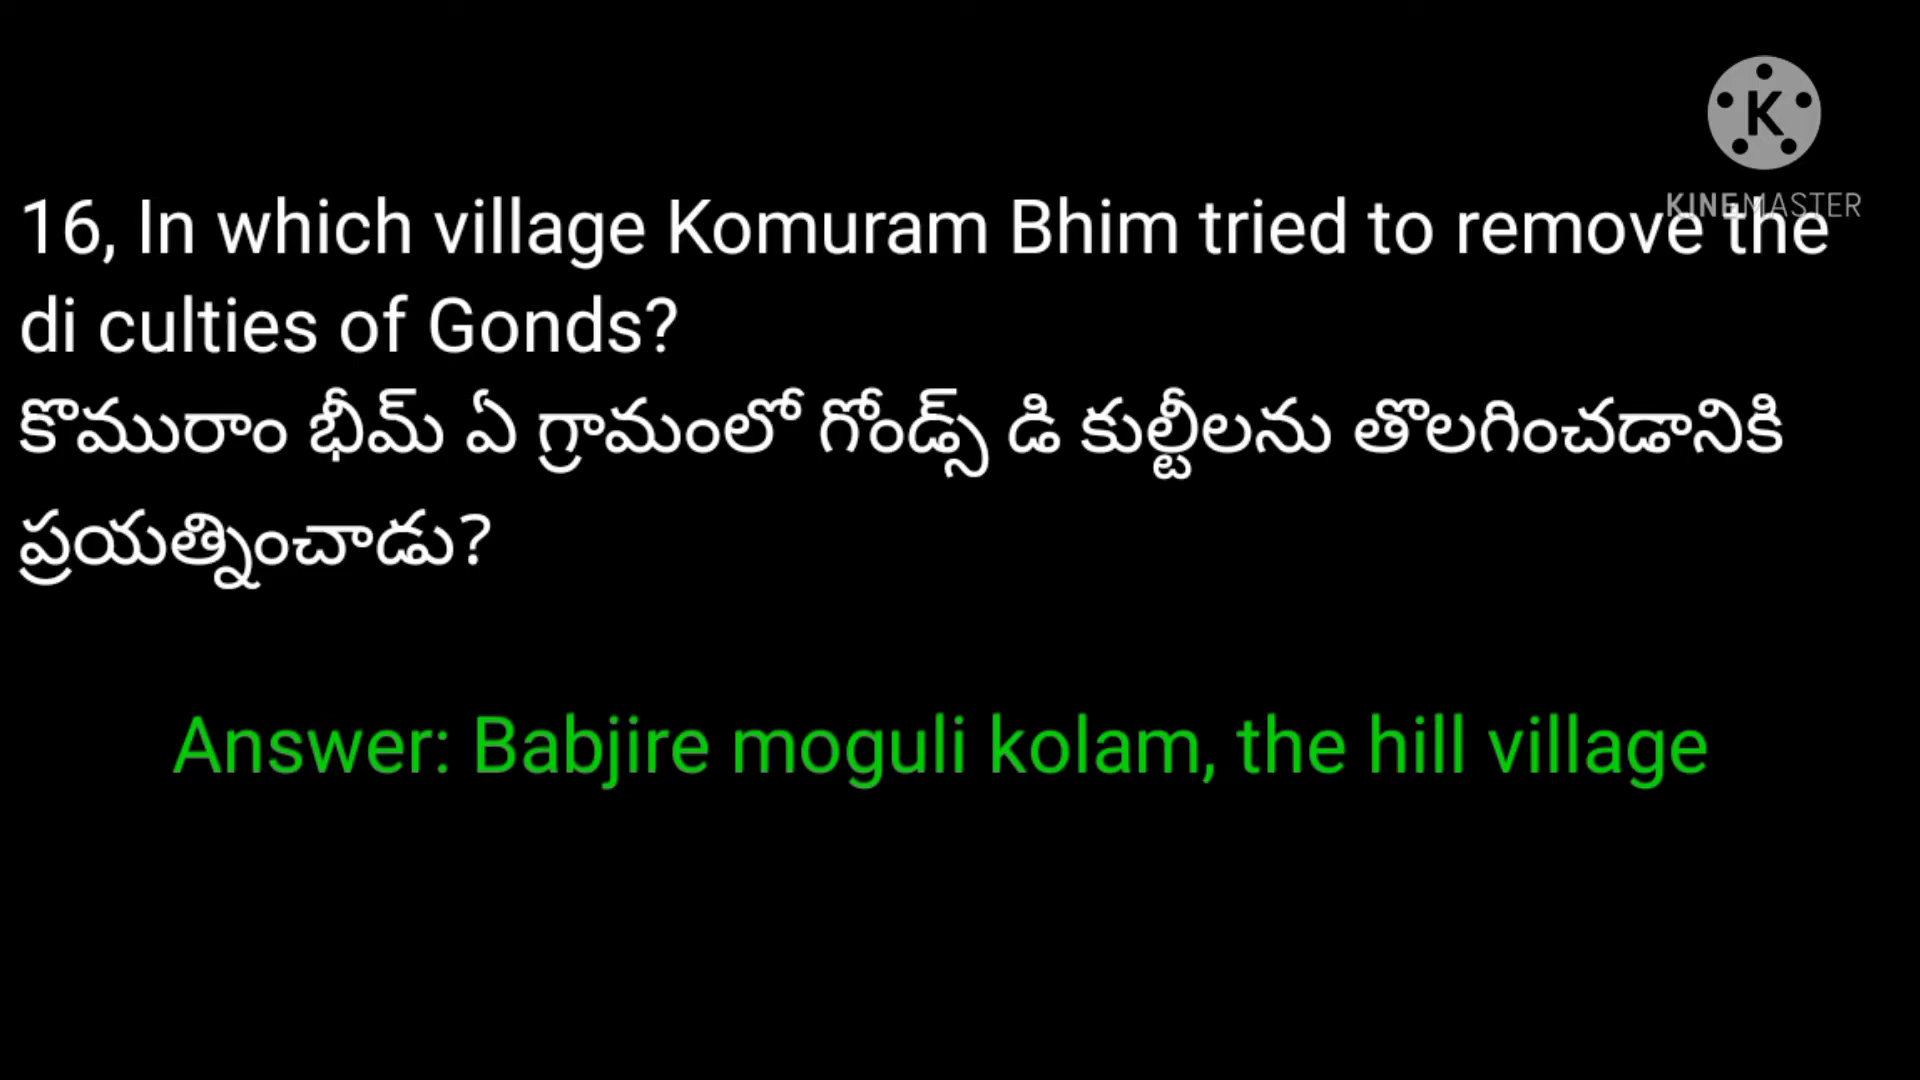 K
KINEMASTER
16, In which village Komuram Bhim tried to remove the
di culties of Gonds?
కొమురాం భీమ్ ఏ గ్రామంలో గోండ్స్ డి కుల్టీలను తొలగించడానికి
ప్రయత్నించాడు?
Answer: Babjire moguli kolam, the hill village